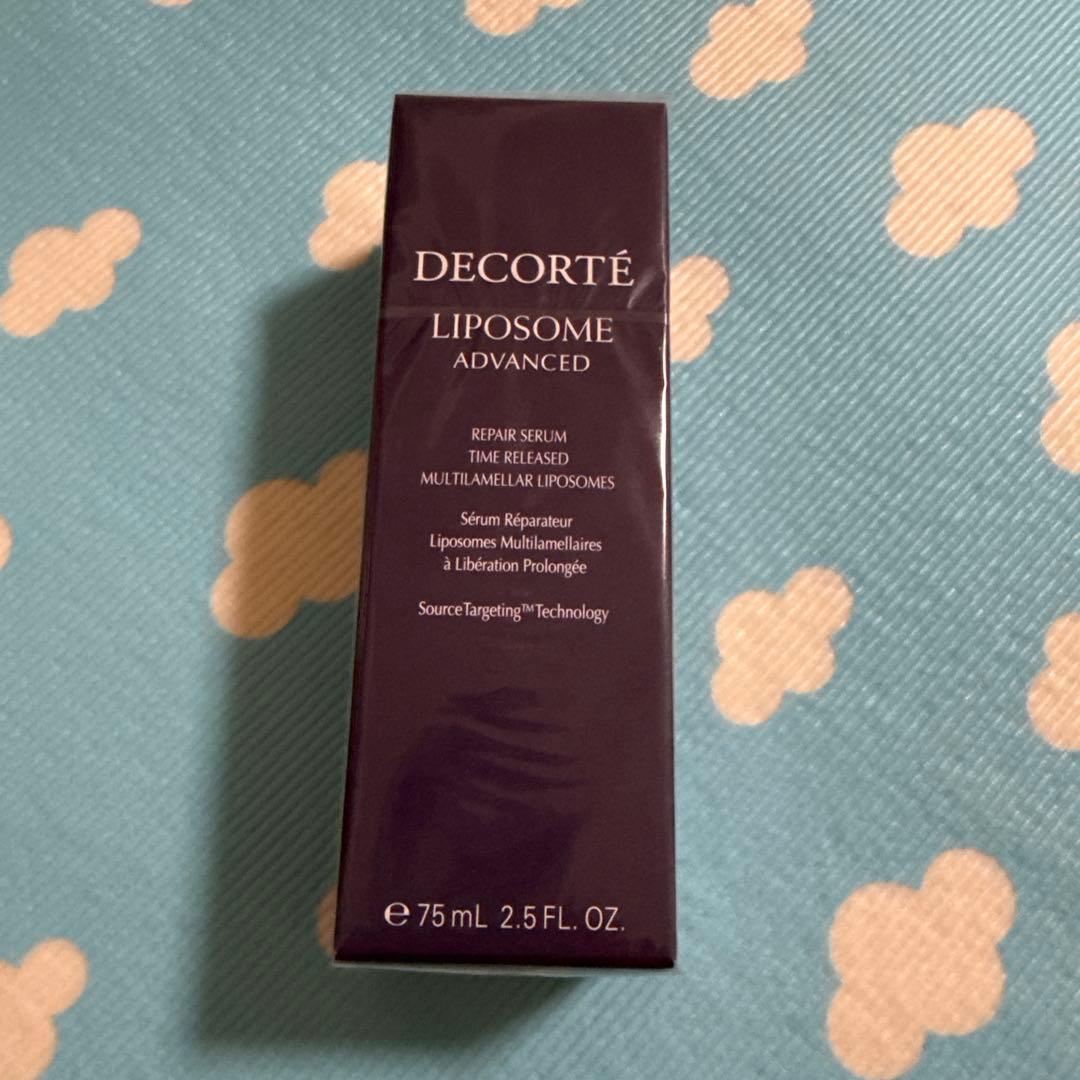 DECORTÉ
LIPOSOME
ADVANCED
REPAIR SERUM
TIME RELEASED
MULTILAMELLAR LIPOSOMES
Sérum Réparateur
Liposomes Multilamellaires
à Libération Prolongée
SourceTargeting™Technology
℮ 75 mL 2.5 FL. OZ.